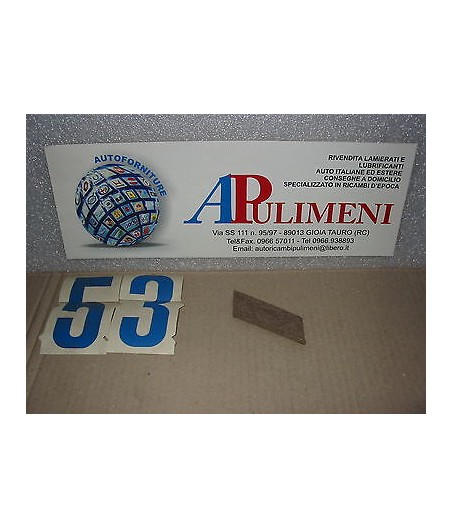 AUTOFORNITURE
RIVENDITA LAMIERATI E
LUBRIFICANTI
AUTO ITALIANE ED ESTERE
CONSEGHE A DOMICILIO
SPECIALIZZATO IN RICAMBI D'EPOCA
APULIMENI
Via SS 111 n. 95/97 - 89013 GIOIA TAURO (RC)
Tel&Fax. 0966 57011 - Tel 0966 938893
Email: autoricambipulimeni@libero.it
53